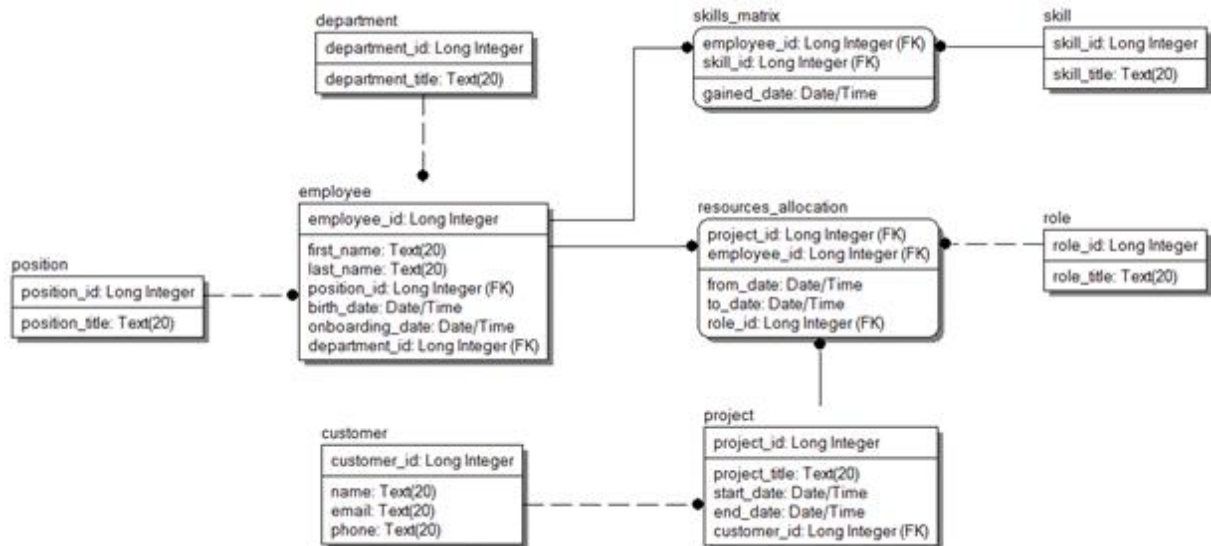 department
department_id: Long Integer
department_title: Text(20)
skills_matrix
employee_id: Long Integer (FK)
skill_id: Long Integer (FK)
gained_date: Date/Time
skill
skill_id: Long Integer
skill_title: Text(20)
employee
employee_id: Long Integer
first_name: Text(20)
last_name: Text(20)
position_id: Long Integer (FK)
birth_date: Date/Time
onboarding_date: Date/Time
department_id: Long Integer (FK)
position
position_id: Long Integer
position_title: Text(20)
resources_allocation
project_id: Long Integer (FK)
employee_id: Long Integer (FK)
from_date: Date/Time
to_date: Date/Time
role_id: Long Integer (FK)
role
role_id: Long Integer
role_title: Text(20)
customer
customer_id: Long Integer
name: Text(20)
email: Text(20)
phone: Text(20)
project
project_id: Long Integer
project_title: Text(20)
start_date: Date/Time
end_date: Date/Time
customer_id: Long Integer (FK)